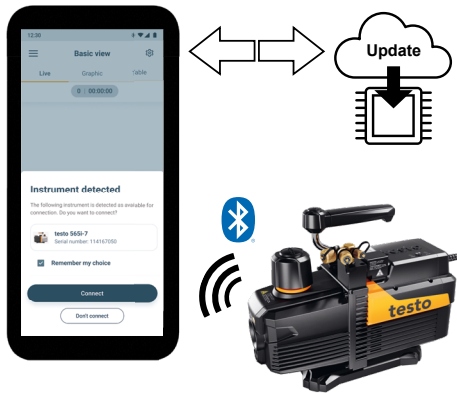 12:30
Basic view
Live Graphic Table
0 00:00:00
Instrument detected
The following instrument is detected as available for
connection. Do you want to connect?
testo 565i-7
Serial number: 114167050
Remember my choice
Connect
Don't connect
Update
testo